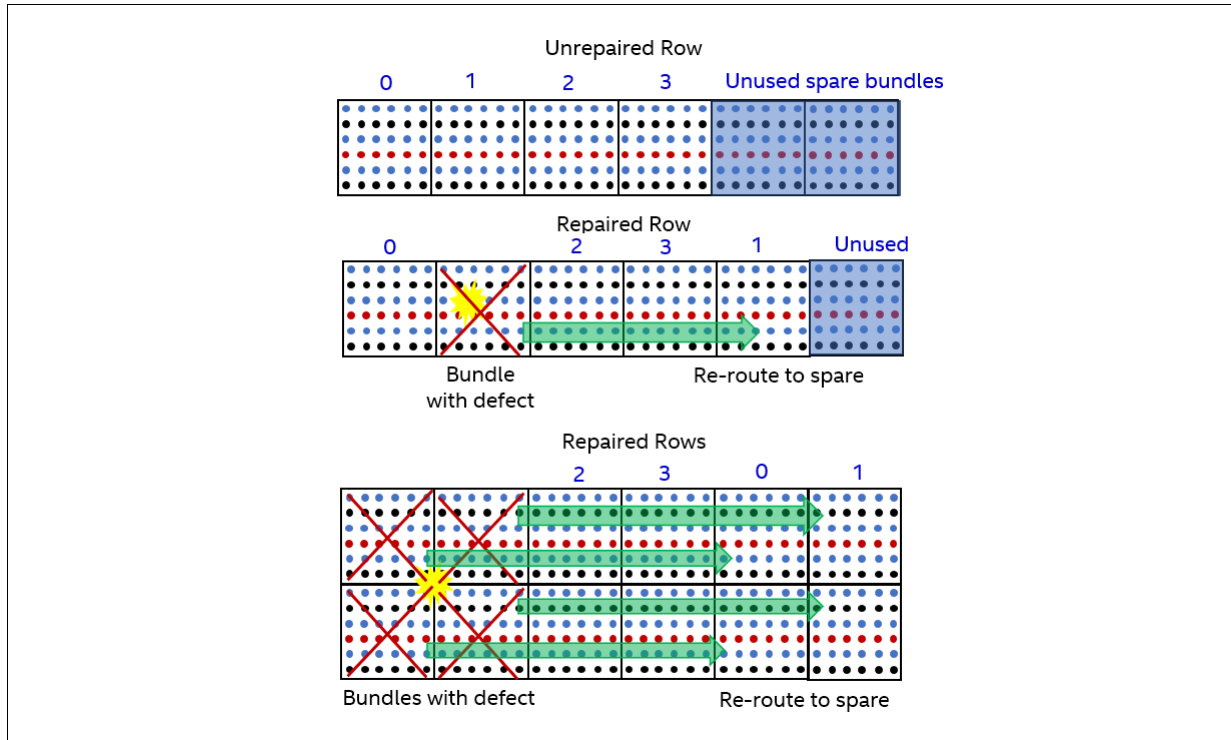 Unrepaired Row
0 1 2 3 Unused spare bundles
Repaired Row
0 2 3 1 Unused
Bundle
with defect
Re-route to spare
Repaired Rows
2 3 0 1
Bundles with defect
Re-route to spare